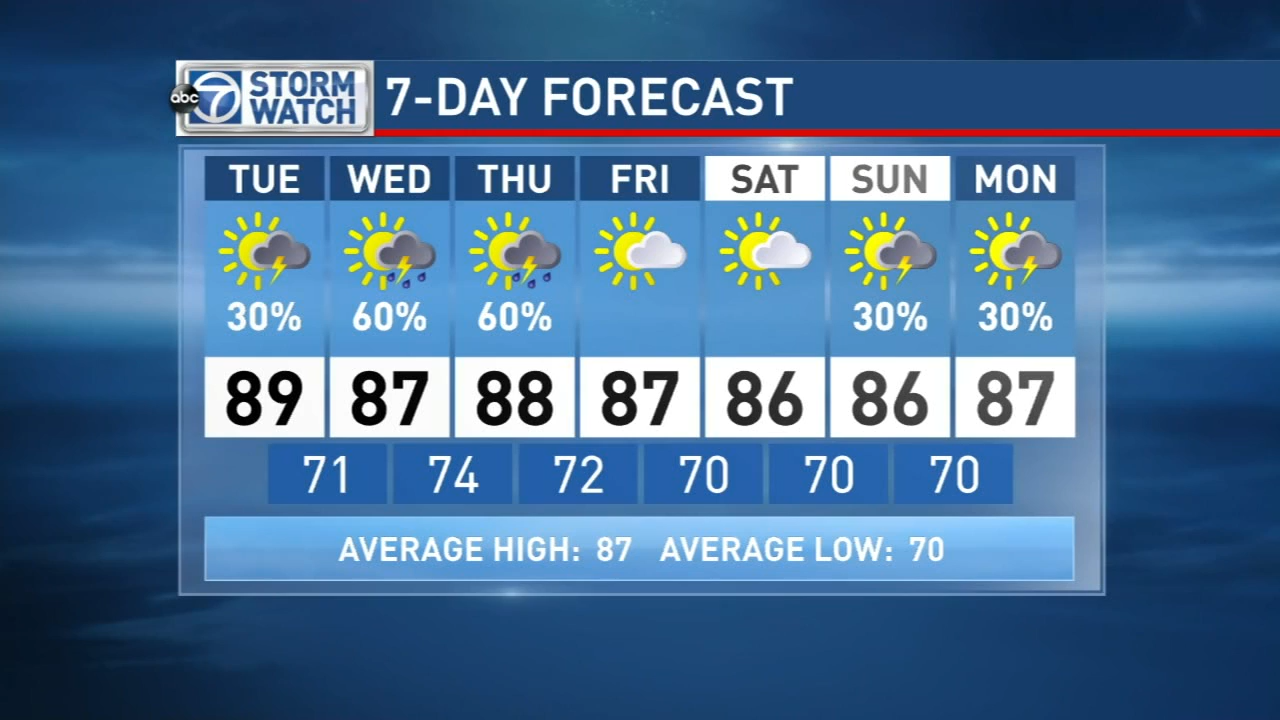 abc 7 STORM WATCH
7-DAY FORECAST
TUE WED THU FRI SAT SUN MON
30% 60% 60% 30% 30%
89 87 88 87 86 86 87
71 74 72 70 70 70
AVERAGE HIGH: 87 AVERAGE LOW: 70